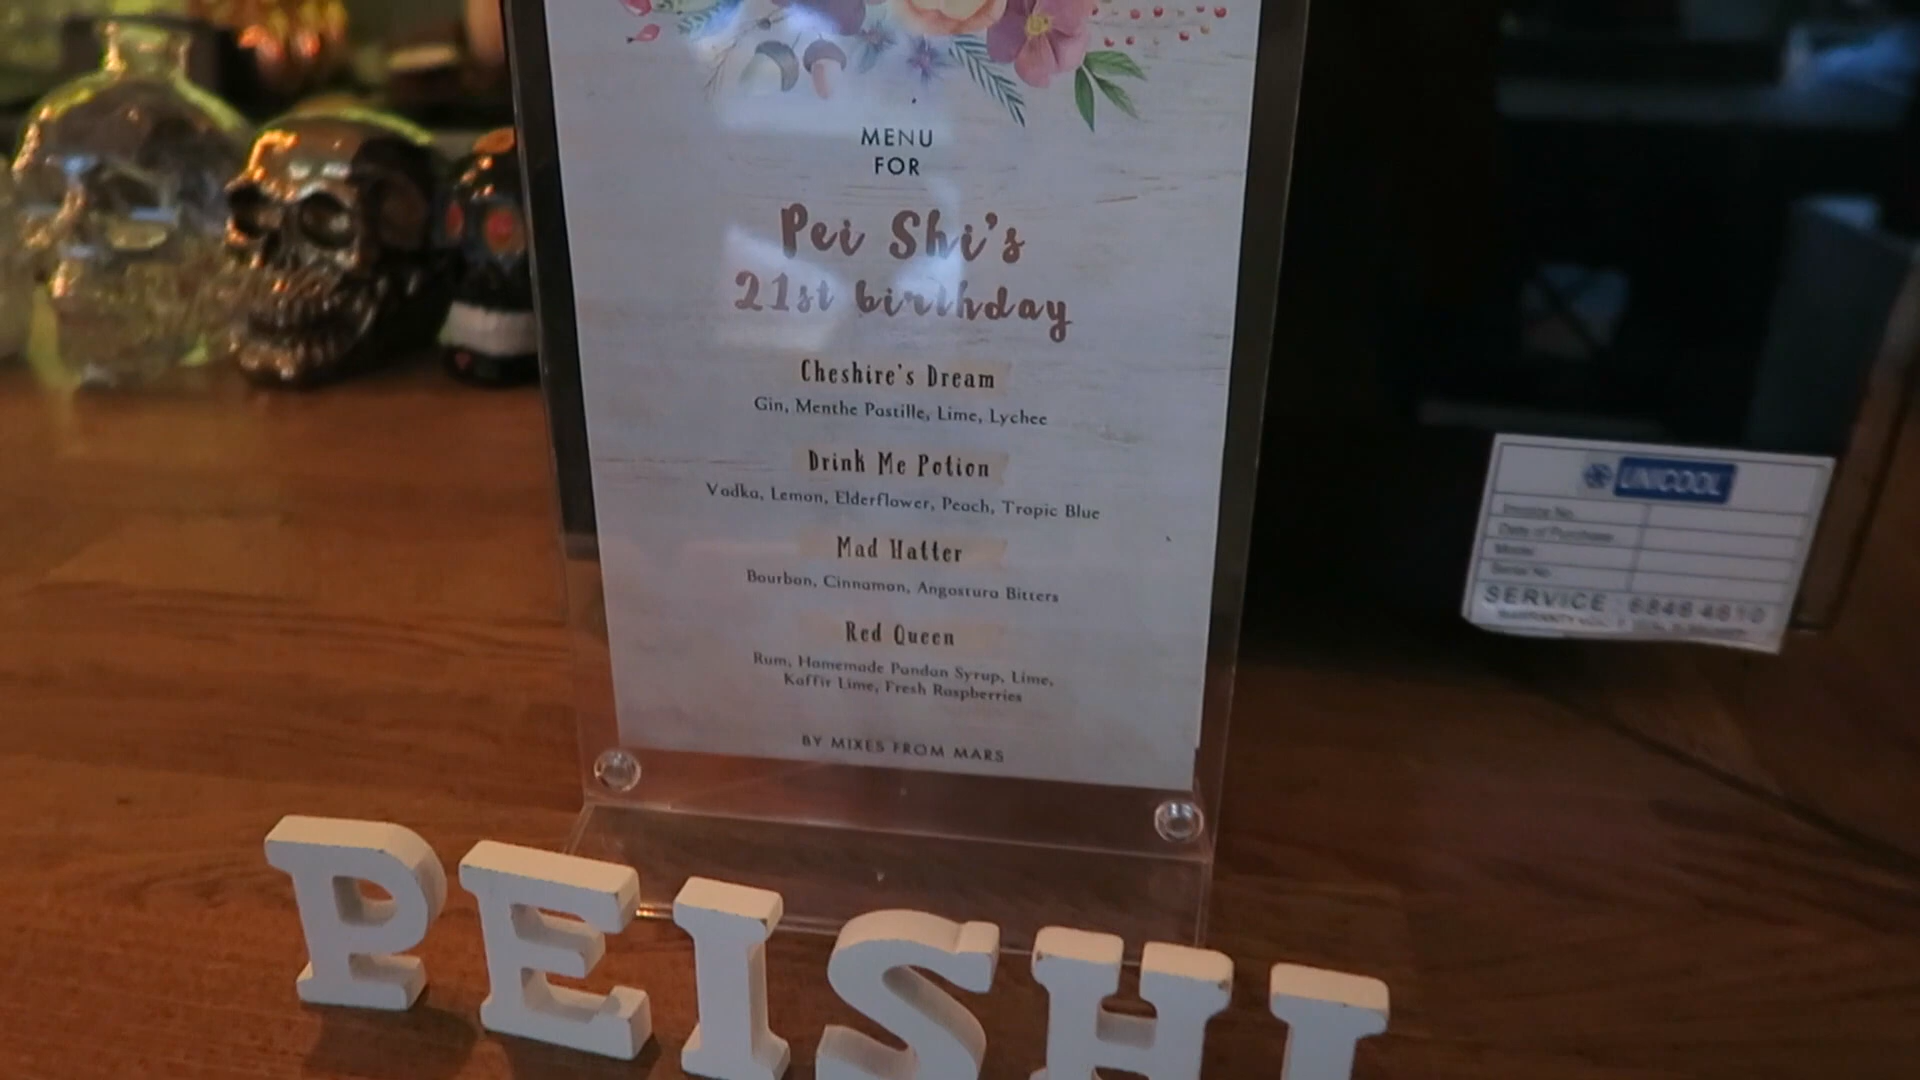 MENU
FOR
Pei Shi's
21st birthday
Cheshire's Dream
Gin, Menthe Pastille, Lime, Lychee
Drink Me Potion
Vodka, Lemon, Elderflower, Peach, Tropic Blue
Mad Hatter
Bourbon, Cinnamon, Angostura Bitters
Red Queen
Rum, Homemade Pandan Syrup, Lime,
Kaffir Lime, Fresh Raspberries
BY MIXES FROM MARS
PEISHI
UNICOOL
Invoice No.
Date of Purchase
Model
Serial No.
SERVICE 6846 4610